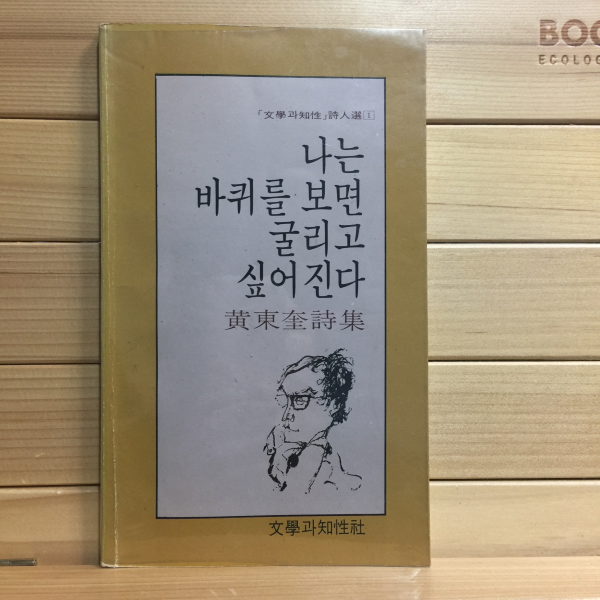 BOO
ECOLOG
「文學과知性」詩人選 1
나는
바퀴를 보면
굴리고
싶어진다
黃東奎詩集
文學과知性社